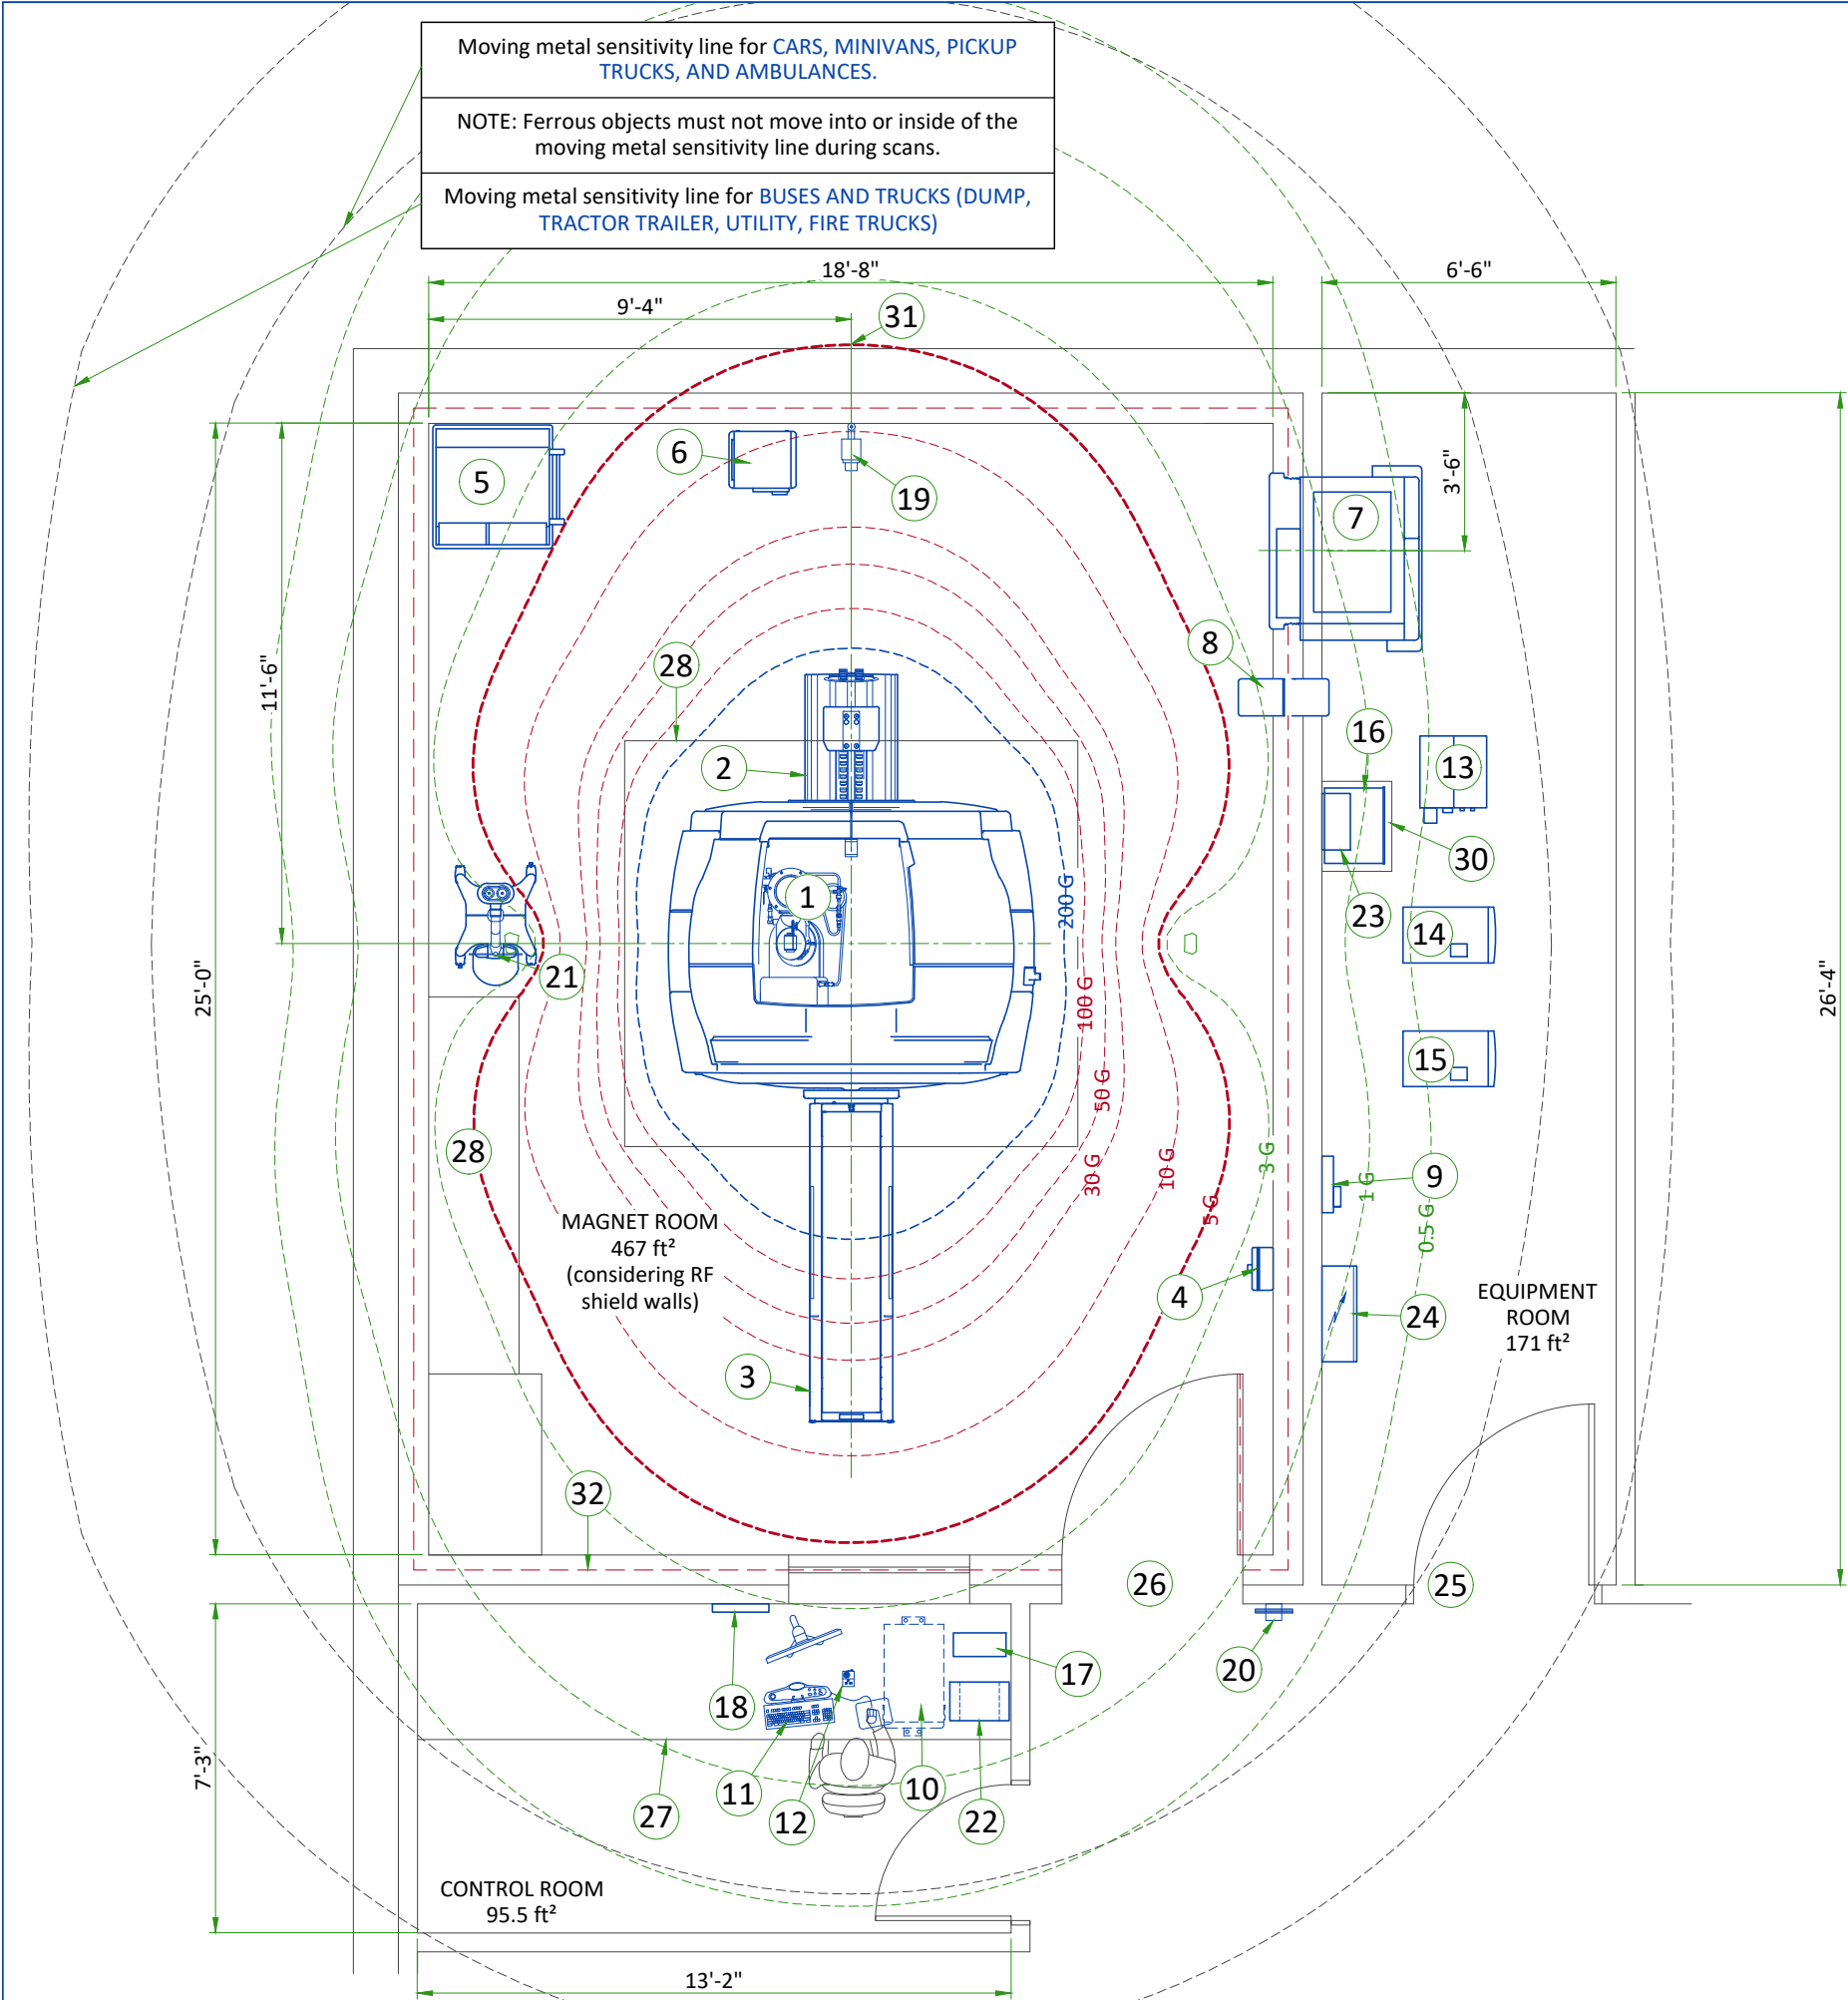 Moving metal sensitivity line for CARS, MINIVANS, PICKUP
TRUCKS, AND AMBULANCES.
NOTE: Ferrous objects must not move into or inside of the
moving metal sensitivity line during scans.
Moving metal sensitivity line for BUSES AND TRUCKS (DUMP,
TRACTOR TRAILER, UTILITY, FIRE TRUCKS)
18'-8"
6'-6"
9'-4"
31
5
6
19
3'-6"
7
11'-6"
8
28
16
2
13
30
1
200 G
23
14
21
25'-0"
26'-4"
100 G
15
50 G
28
3 G
30 G
10 G
1 G
9
5 G
0.5 G
MAGNET ROOM
467 ft²
(considering RF
shield walls)
4
24
EQUIPMENT
ROOM
171 ft²
3
32
26
25
20
17
18
7'-3"
11
12
10
22
27
CONTROL ROOM
95.5 ft²
13'-2"